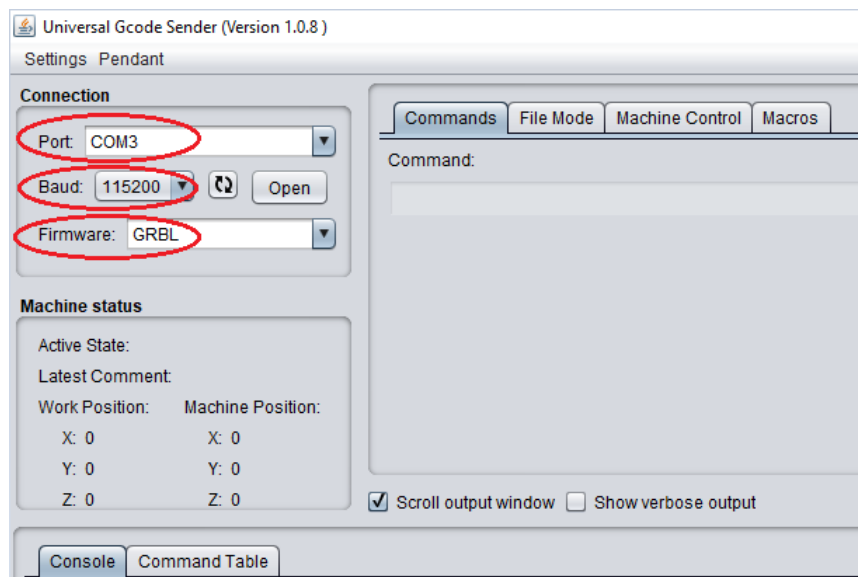 Universal Gcode Sender (Version 1.0.8 )
Settings Pendant
Connection
Port: COM3
Baud: 115200 Open
Firmware: GRBL
Machine status
Active State:
Latest Comment:
Work Position: Machine Position:
X: 0 X: 0
Y: 0 Y: 0
Z: 0 Z: 0
Commands File Mode Machine Control Macros
Command:
Scroll output window Show verbose output
Console Command Table